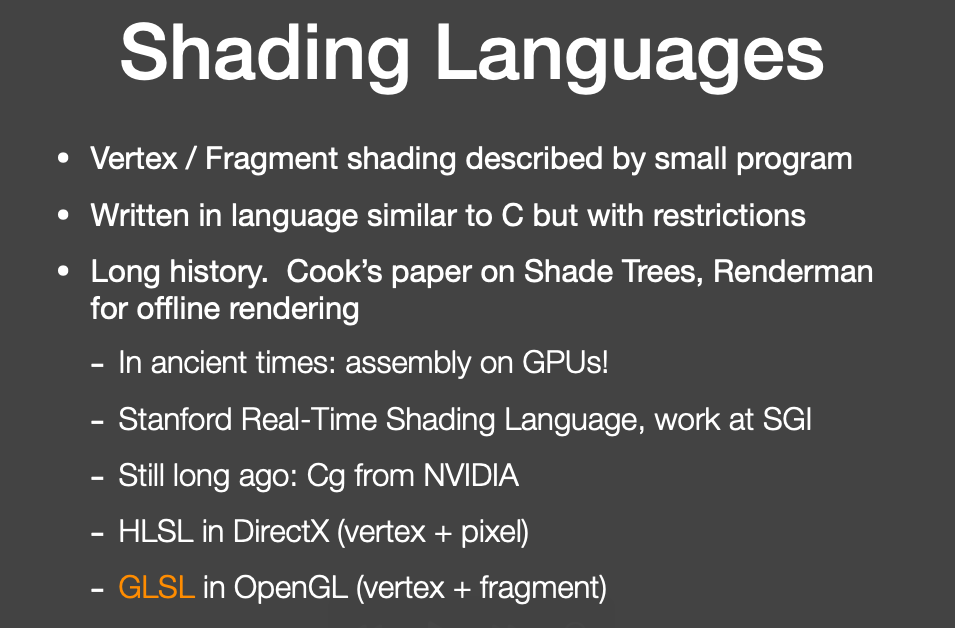 Shading Languages
• Vertex / Fragment shading described by small program
• Written in language similar to C but with restrictions
• Long history.  Cook’s paper on Shade Trees, Renderman
for offline rendering
– In ancient times: assembly on GPUs!
– Stanford Real-Time Shading Language, work at SGI
– Still long ago: Cg from NVIDIA
– HLSL in DirectX (vertex + pixel)
– GLSL in OpenGL (vertex + fragment)